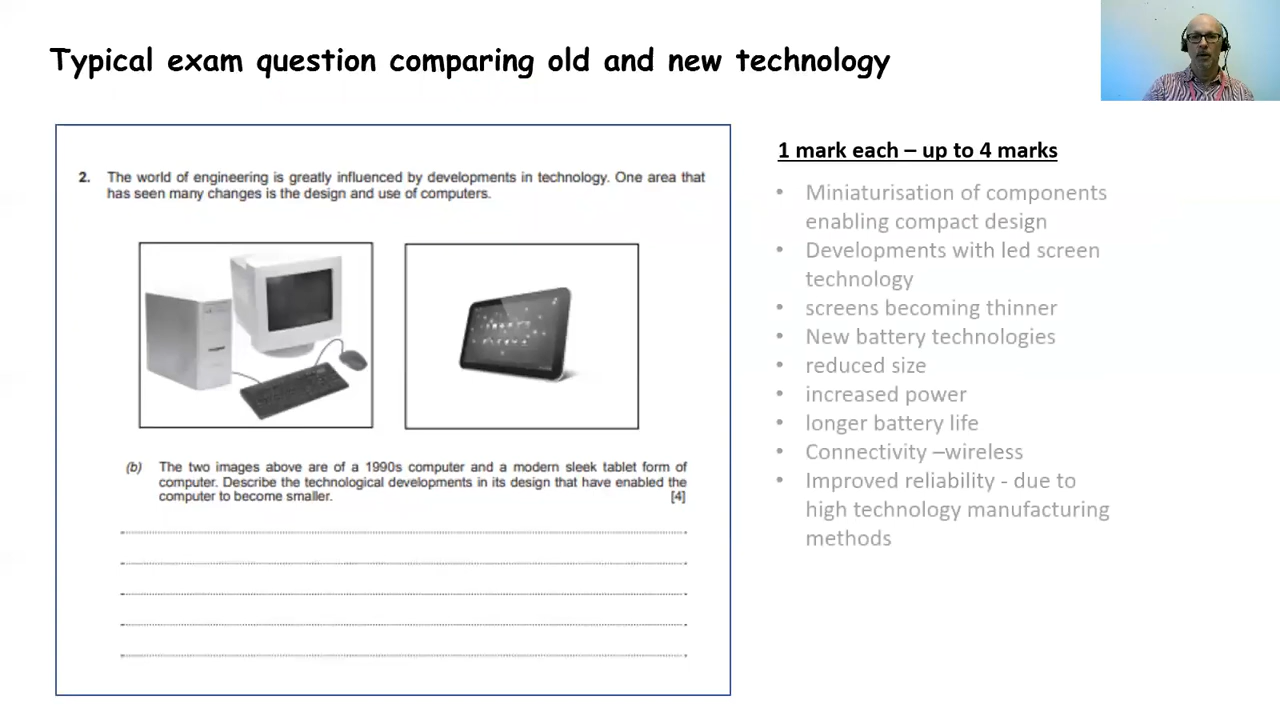 Typical exam question comparing old and new technology
2. The world of engineering is greatly influenced by developments in technology. One area that
has seen many changes is the design and use of computers.
(b) The two images above are of a 1990s computer and a modern sleek tablet form of
computer. Describe the technological developments in its design that have enabled the
computer to become smaller. [4]
1 mark each – up to 4 marks
• Miniaturisation of components
enabling compact design
• Developments with led screen
technology
• screens becoming thinner
• New battery technologies
• reduced size
• increased power
• longer battery life
• Connectivity –wireless
• Improved reliability - due to
high technology manufacturing
methods